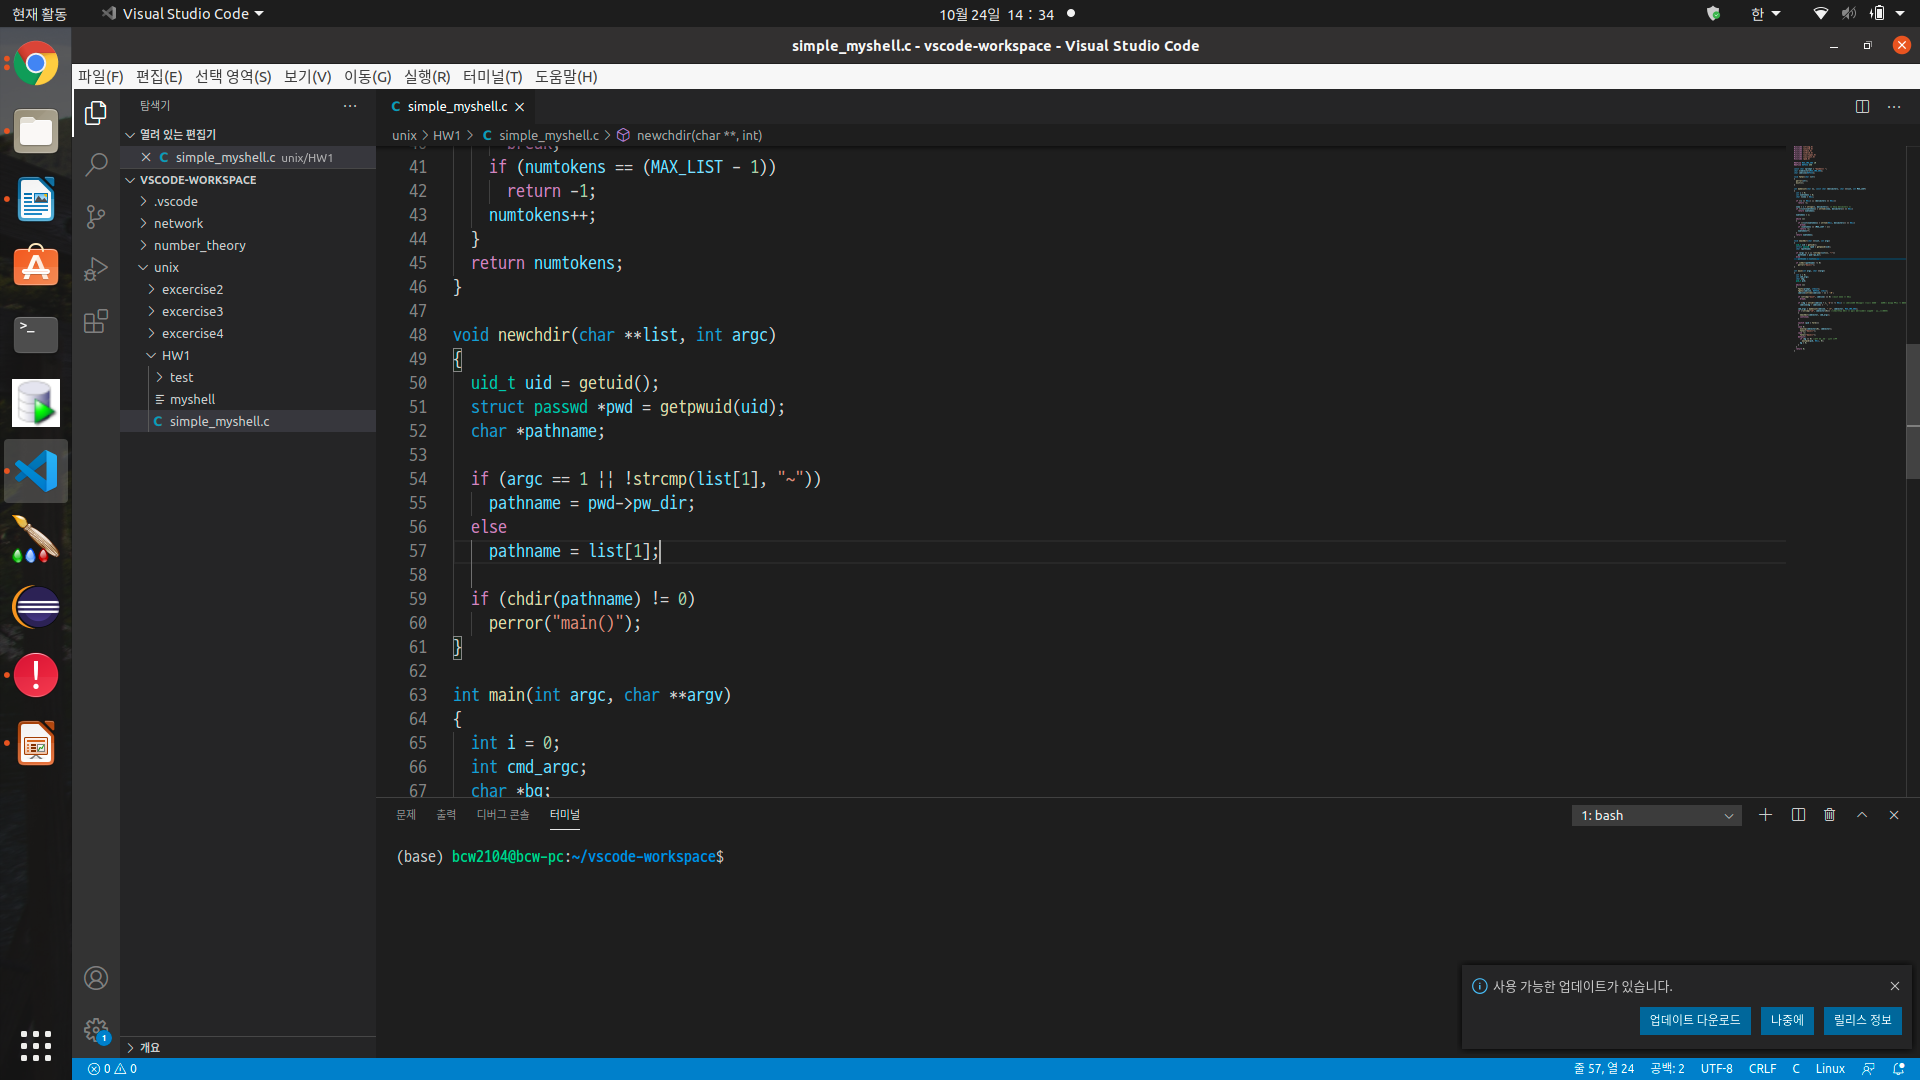 현재 활동
Visual Studio Code
10월 24일 14 : 34
한
simple_myshell.c - vscode-workspace - Visual Studio Code
파일(F) 편집(E) 선택 영역(S) 보기(V) 이동(G) 실행(R) 터미널(T) 도움말(H)
탐색기
열려 있는 편집기
C simple_myshell.c unix/HW1
VSCODE-WORKSPACE
.vscode
network
number_theory
unix
excercise2
excercise3
excercise4
HW1
test
myshell
C simple_myshell.c
개요
1
C simple_myshell.c
unix > HW1 > C simple_myshell.c > newchdir(char **, int)
40 break;
41 if (numtokens == (MAX_LIST - 1))
42 return -1;
43 numtokens++;
44 }
45 return numtokens;
46 }
47
48 void newchdir(char **list, int argc)
49 {
50 uid_t uid = getuid();
51 struct passwd *pwd = getpwuid(uid);
52 char *pathname;
53
54 if (argc == 1 || !strcmp(list[1], "~"))
55 pathname = pwd->pw_dir;
56 else
57 pathname = list[1];
58
59 if (chdir(pathname) != 0)
60 perror("main()");
61 }
62
63 int main(int argc, char **argv)
64 {
65 int i = 0;
66 int cmd_argc;
67 char *bg;
문제 출력 디버그 콘솔 터미널
1: bash
(base) bcw2104@bcw-pc:~/vscode-workspace$
사용 가능한 업데이트가 있습니다.
업데이트 다운로드 나중에 릴리스 정보
0 0
줄 57, 열 24 공백: 2 UTF-8 CRLF C Linux